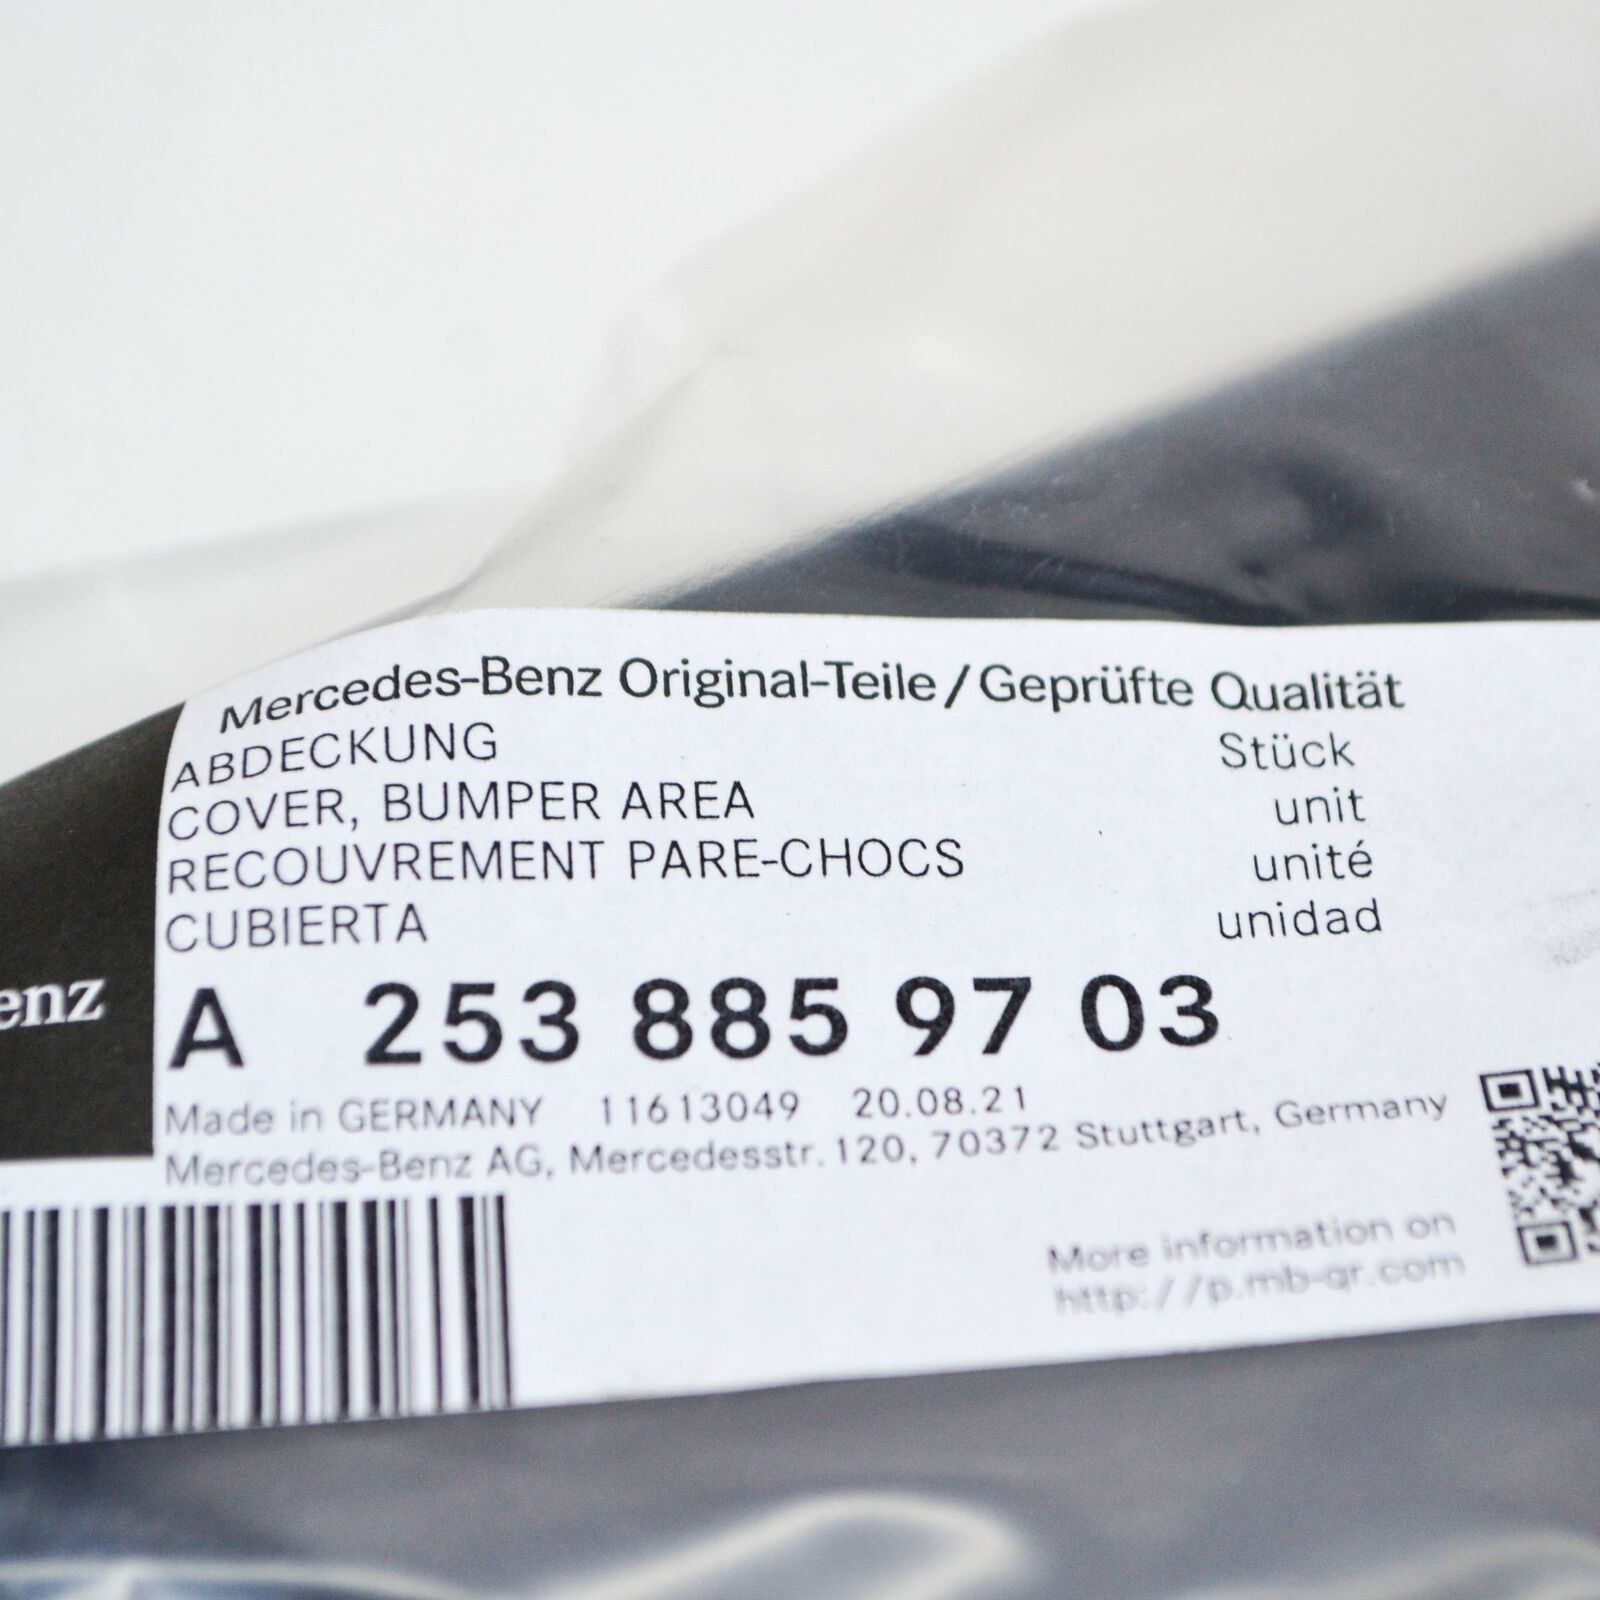 Mercedes-Benz Original-Teile/Geprüfte Qualität
ABDECKUNG Stück
COVER, BUMPER AREA unit
RECOUVREMENT PARE-CHOCS unité
CUBIERTA unidad
enz
A 253 885 97 03
Made in GERMANY 11613049 20.08.21
Mercedes-Benz AG, Mercedesstr. 120, 70372 Stuttgart, Germany
More information on
http://p.mb-qr.com